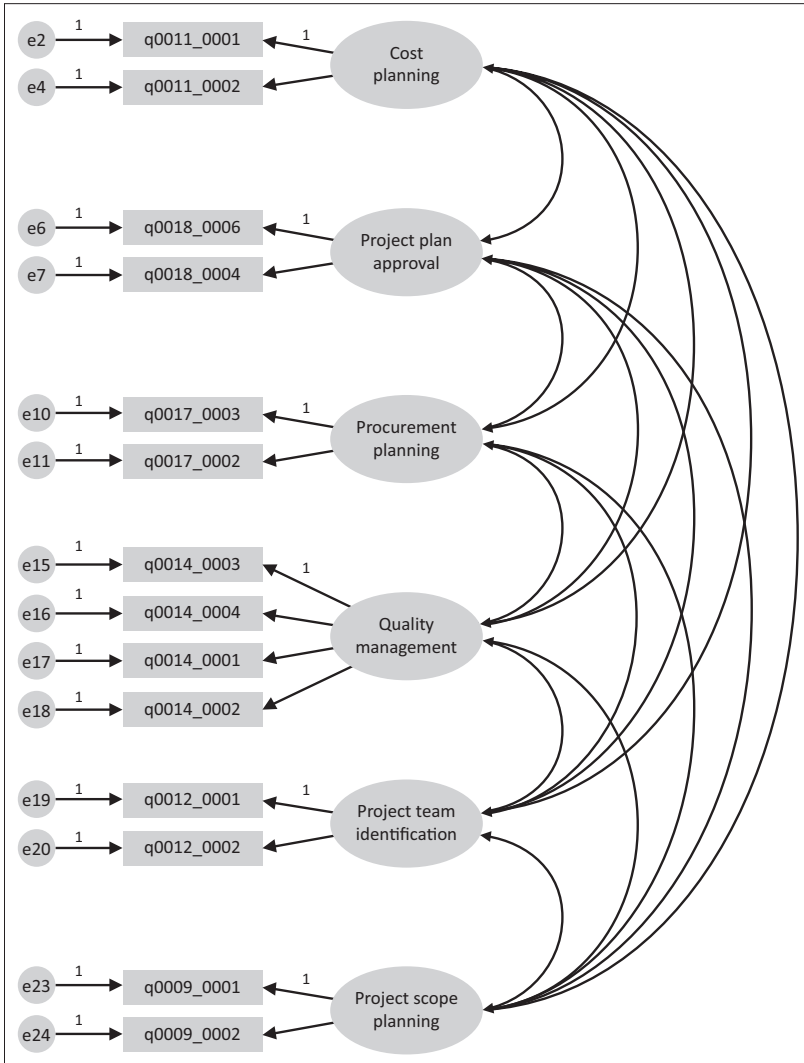 e2 1 q0011_0001 1 Cost
planning
e4 1 q0011_0002
e6 1 q0018_0006 1 Project plan
approval
e7 1 q0018_0004
e10 1 q0017_0003 1 Procurement
planning
e11 1 q0017_0002
e15 1 q0014_0003 1
e16 1 q0014_0004 Quality
management
e17 1 q0014_0001
e18 1 q0014_0002
e19 1 q0012_0001 1 Project team
identification
e20 1 q0012_0002
e23 1 q0009_0001 1 Project scope
planning
e24 1 q0009_0002